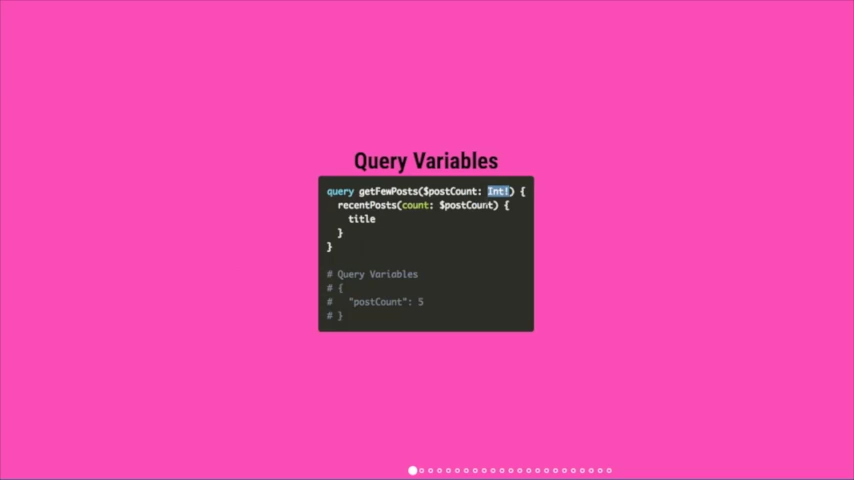 Query Variables
query getFewPosts($postCount: Int!) {
recentPosts(count: $postCount) {
title
}
}
# Query Variables
# {
# "postCount": 5
# }